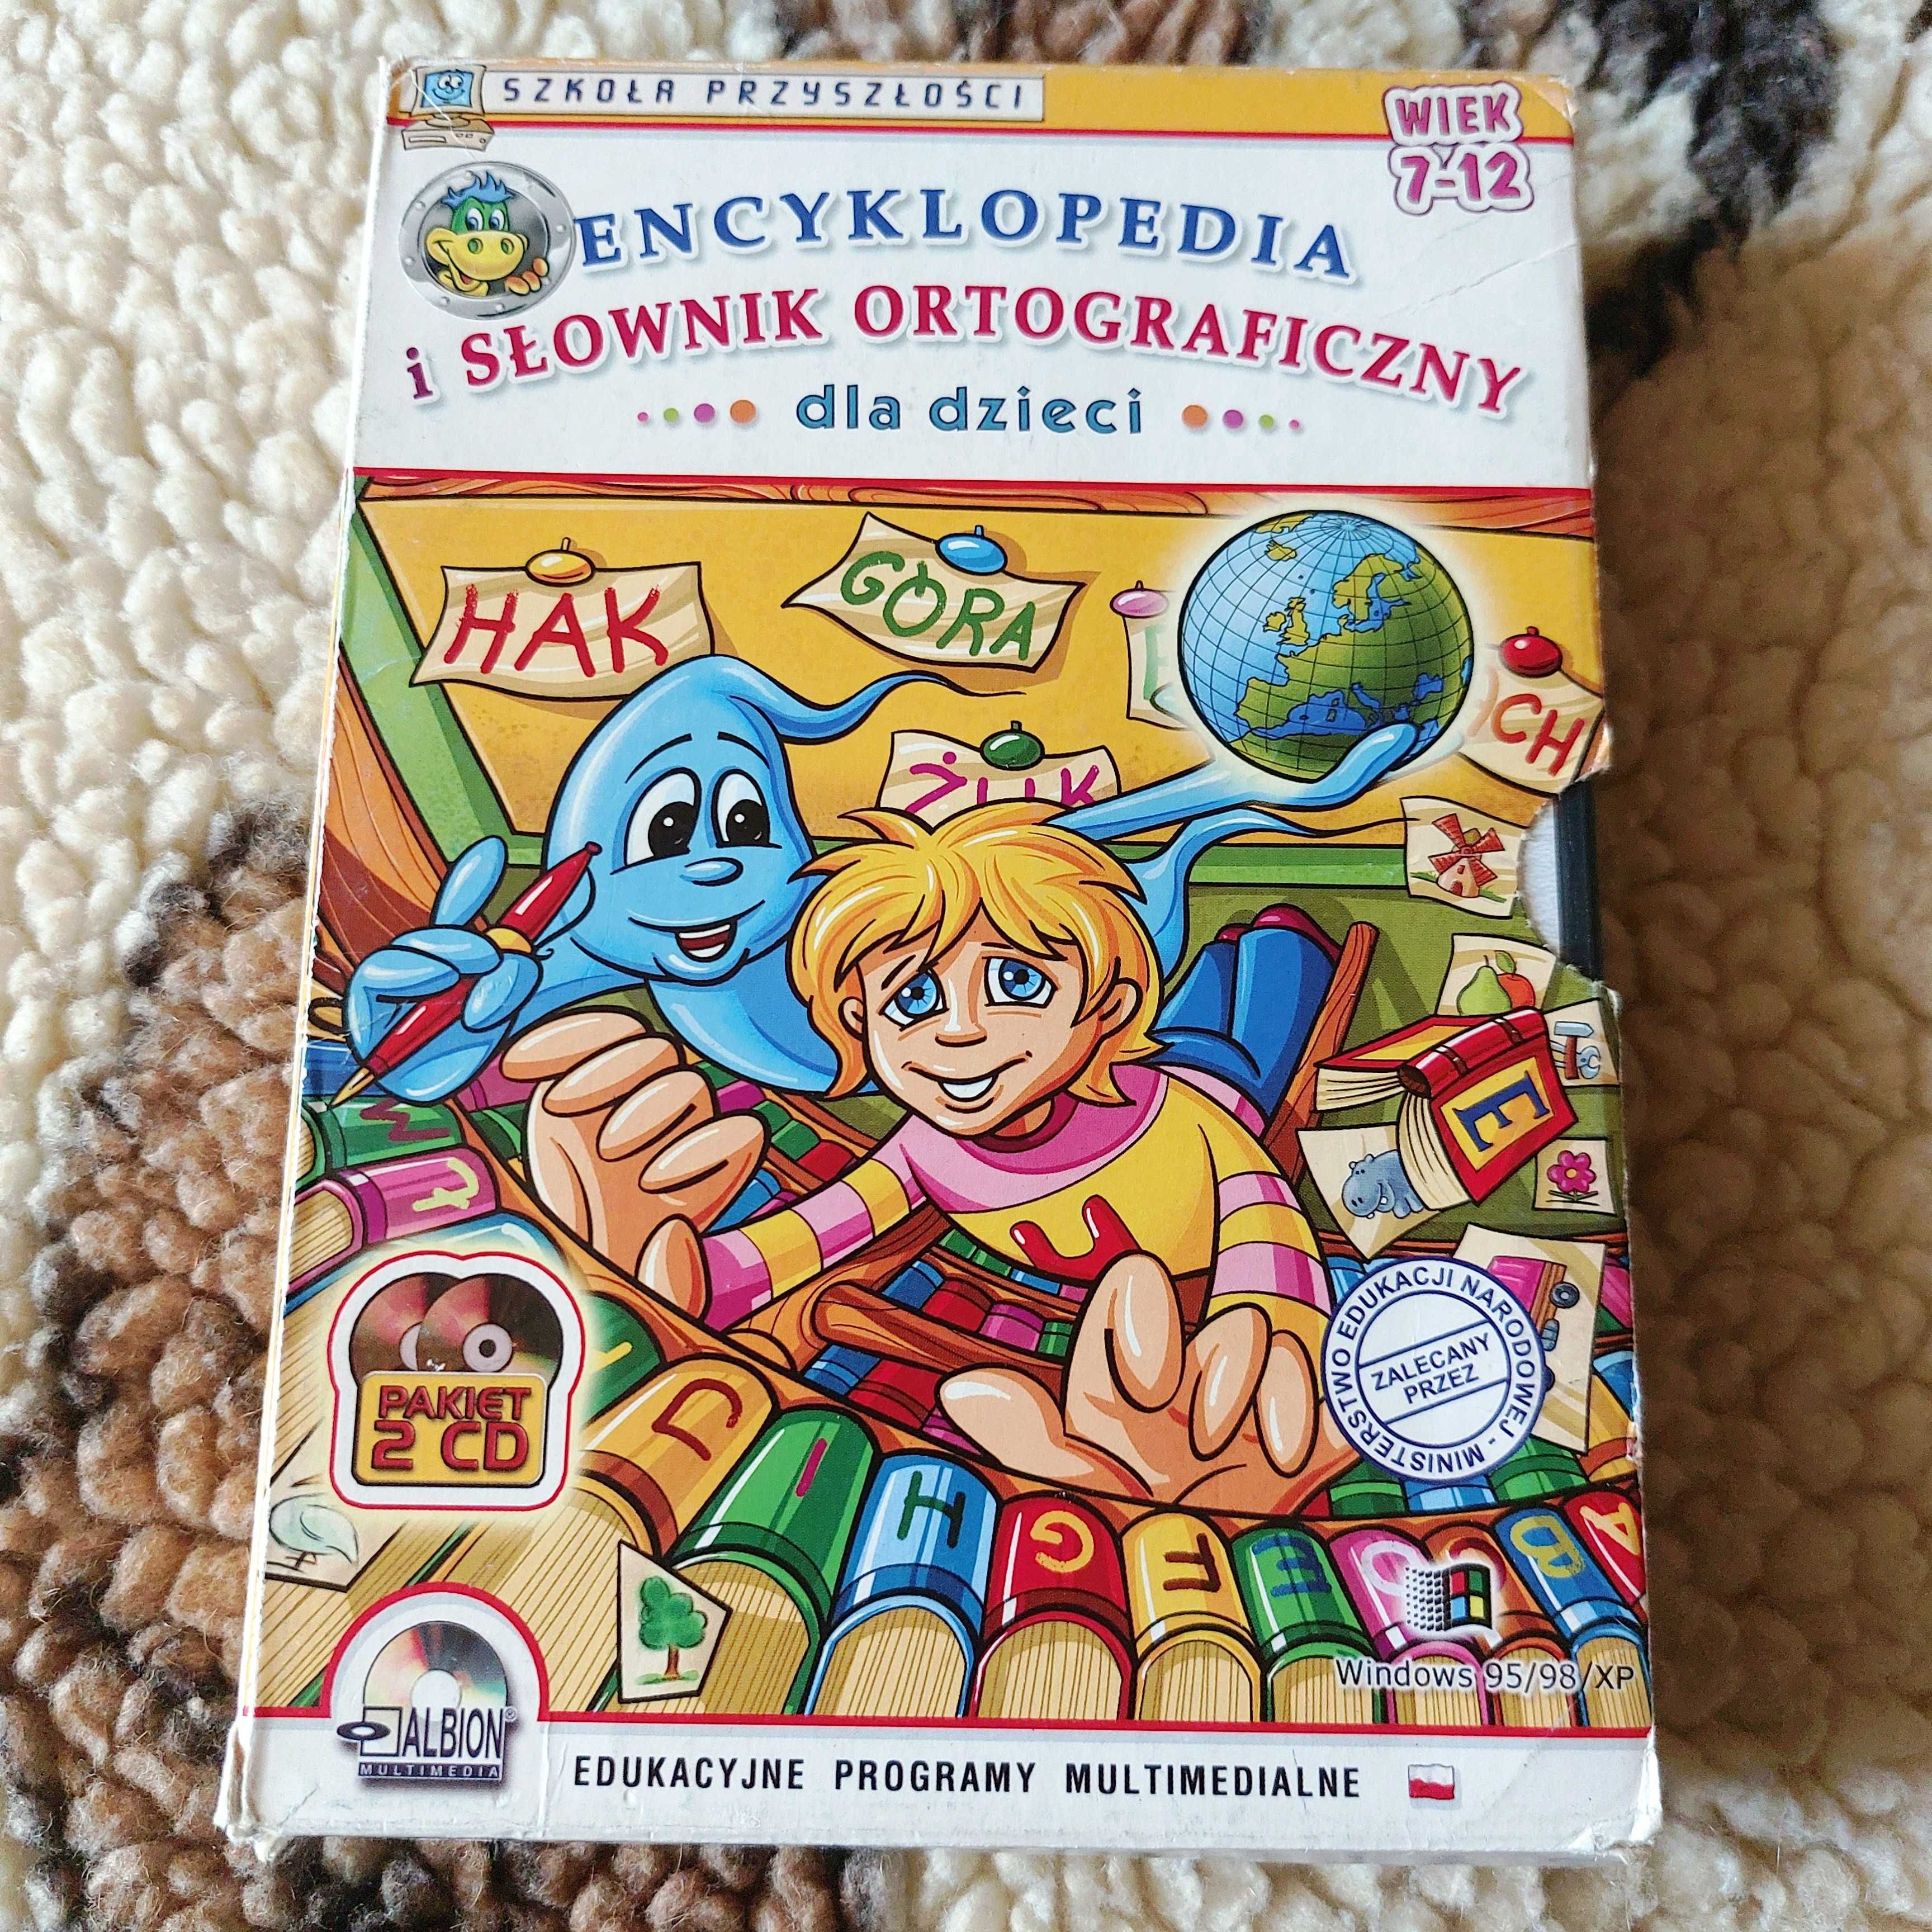 SZKOŁA PRZYSZŁOŚCI
WIEK
7-12
ENCYKLOPEDIA
i SŁOWNIK ORTOGRAFICZNY
dla dzieci
HAK
GÓRA
CH
ŻUK
E
U
MINISTERSTWO EDUKACJI NARODOWEJ -
ZALECANY
PRZEZ
PAKIET
2 CD
J I H G F E D C B A
Windows 95/98/XP
ALBION®
MULTIMEDIA
EDUKACYJNE PROGRAMY MULTIMEDIALNE